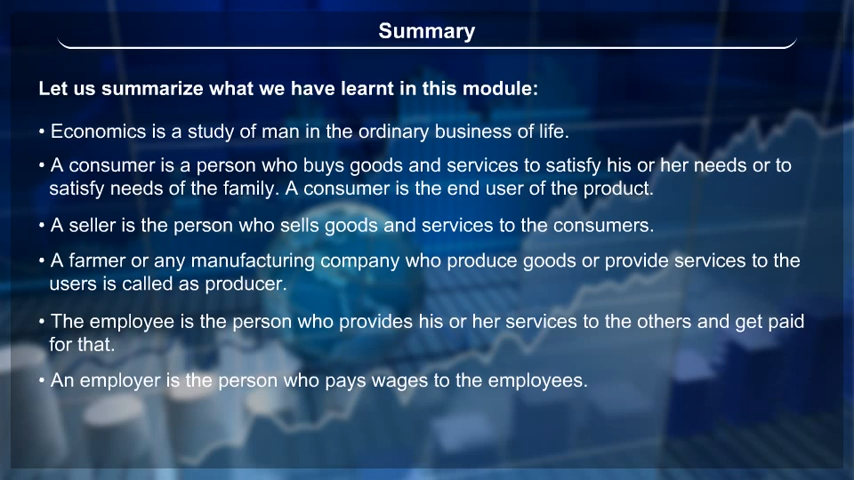 Summary
Let us summarize what we have learnt in this module:
• Economics is a study of man in the ordinary business of life.
• A consumer is a person who buys goods and services to satisfy his or her needs or to
satisfy needs of the family. A consumer is the end user of the product.
• A seller is the person who sells goods and services to the consumers.
• A farmer or any manufacturing company who produce goods or provide services to the
users is called as producer.
• The employee is the person who provides his or her services to the others and get paid
for that.
• An employer is the person who pays wages to the employees.